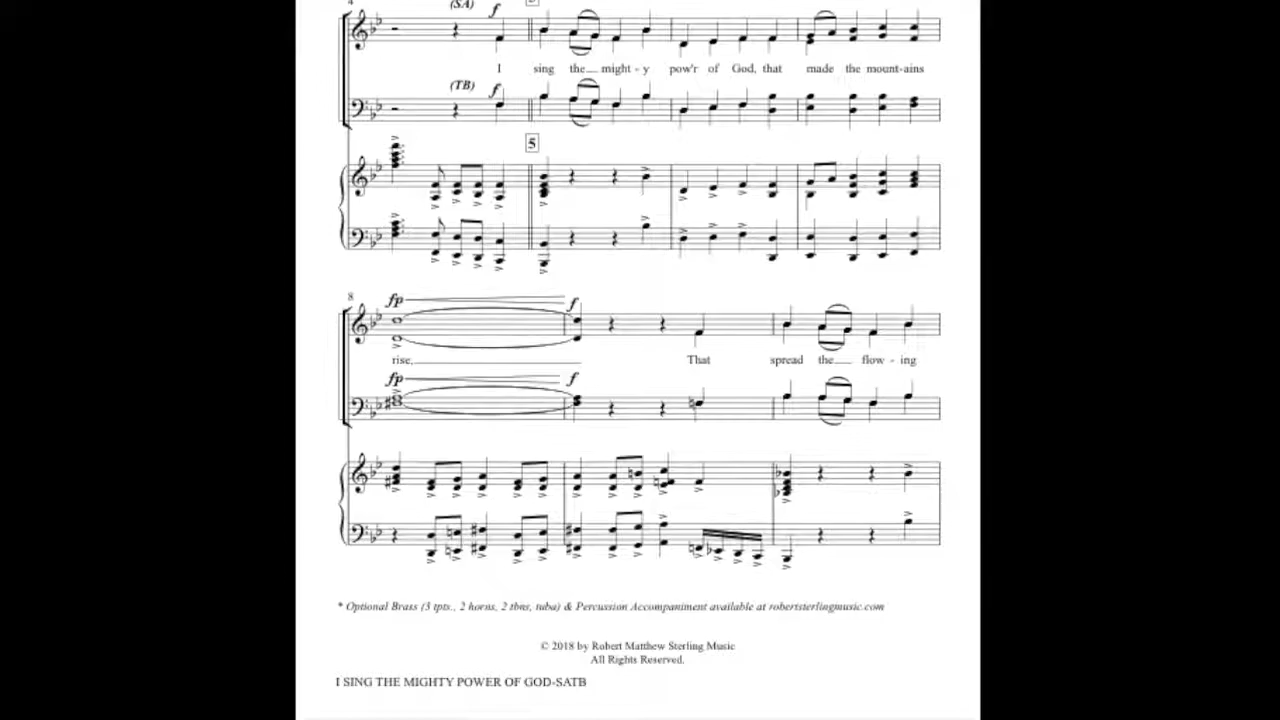 4
(SA)
f
I sing the might - y pow'r of God, that made the mount - ains
(TB)
f
5
8
fp
f
rise, That spread the flow - ing
fp
f
* Optional Brass (3 tpts., 2 horns, 2 tbns, tuba) & Percussion Accompaniment available at robertsterlingmusic.com
© 2018 by Robert Matthew Sterling Music
All Rights Reserved.
I SING THE MIGHTY POWER OF GOD-SATB